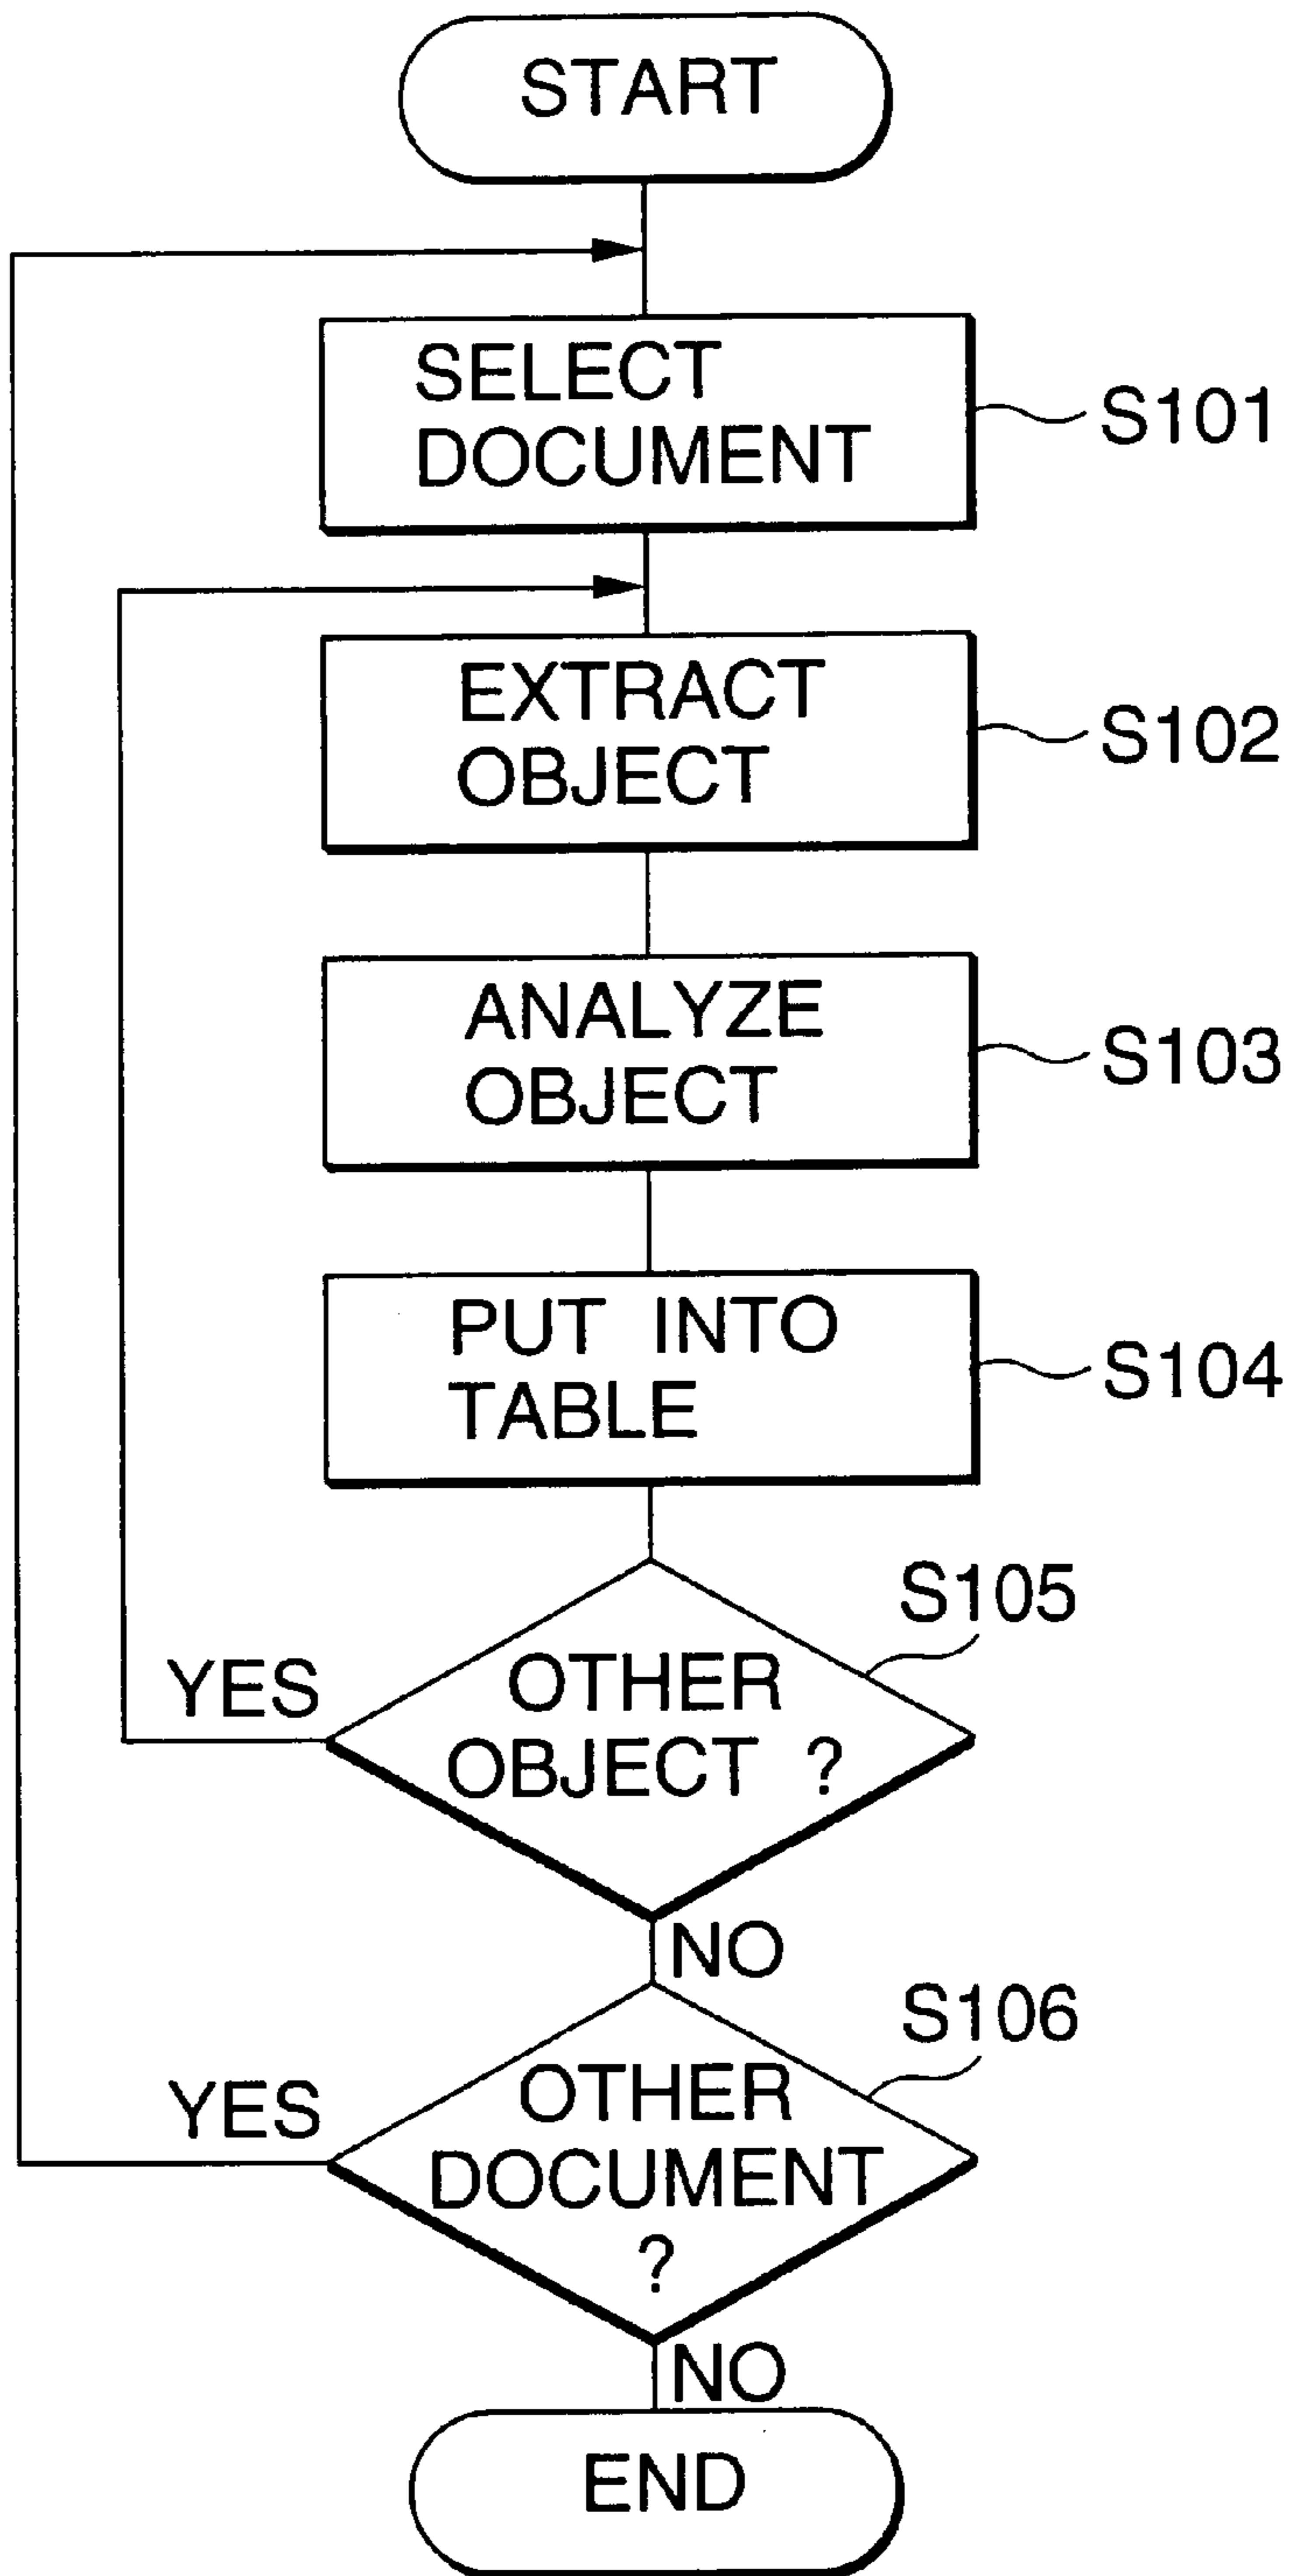 START
SELECT
DOCUMENT
S101
EXTRACT
OBJECT
S102
ANALYZE
OBJECT
S103
PUT INTO
TABLE
S104
S105
YES
OTHER
OBJECT ?
NO
S106
YES
OTHER
DOCUMENT
?
NO
END